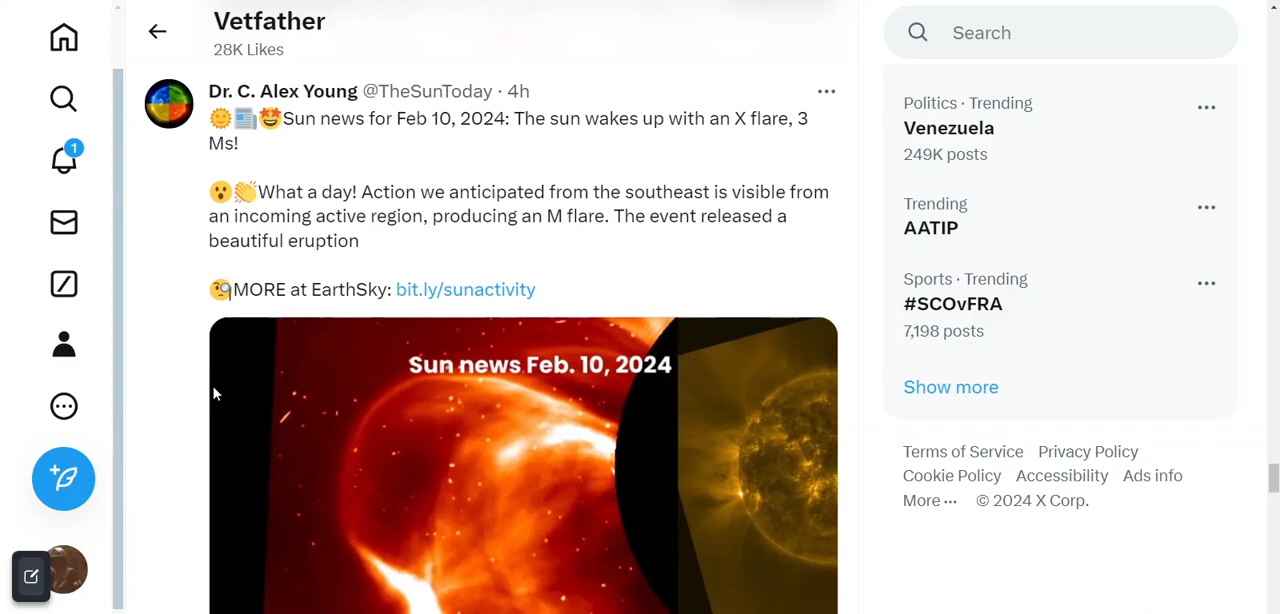 Vetfather
28K Likes
Dr. C. Alex Young @TheSunToday · 4h
🌞📰🤩Sun news for Feb 10, 2024: The sun wakes up with an X flare, 3
Ms!
😮👏What a day! Action we anticipated from the southeast is visible from
an incoming active region, producing an M flare. The event released a
beautiful eruption
🧐MORE at EarthSky: bit.ly/sunactivity
Sun news Feb. 10, 2024
1
Search
Politics · Trending
Venezuela
249K posts
Trending
AATIP
Sports · Trending
#SCOvFRA
7,198 posts
Show more
Terms of Service Privacy Policy
Cookie Policy Accessibility Ads info
More ··· © 2024 X Corp.